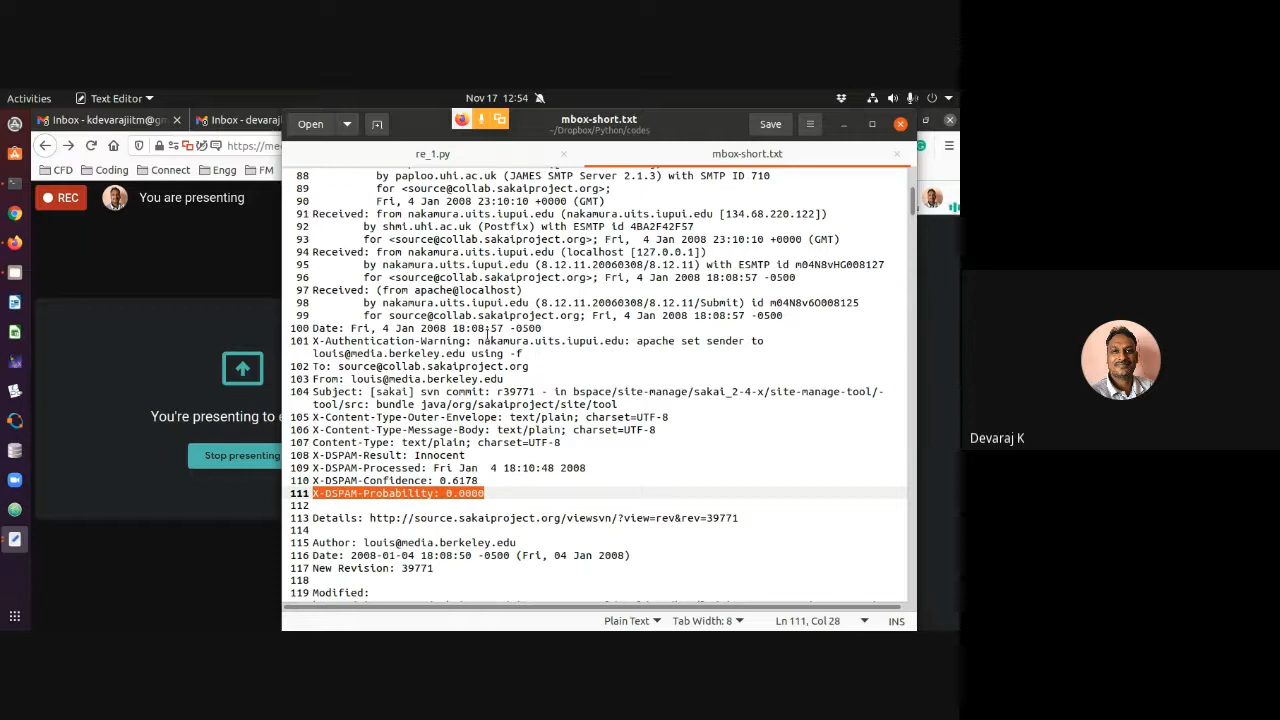 Activities
Text Editor
Nov 17 12:54
Inbox - kdevarajiitm@gm
Inbox - devaraji
Open
mbox-short.txt
~/Dropbox/Python/codes
Save
https://me
re_1.py
mbox-short.txt
CFD
Coding
Connect
Engg
FM
REC
You are presenting
You're presenting to e
Stop presenting
88 by paploo.uhi.ac.uk (JAMES SMTP Server 2.1.3) with SMTP ID 710
89 for <source@collab.sakaiproject.org>;
90 Fri, 4 Jan 2008 23:10:10 +0000 (GMT)
91 Received: from nakamura.uits.iupui.edu (nakamura.uits.iupui.edu [134.68.220.122])
92 by shmi.uhi.ac.uk (Postfix) with ESMTP id 4BA2F42F57
93 for <source@collab.sakaiproject.org>; Fri,  4 Jan 2008 23:10:10 +0000 (GMT)
94 Received: from nakamura.uits.iupui.edu (localhost [127.0.0.1])
95 by nakamura.uits.iupui.edu (8.12.11.20060308/8.12.11) with ESMTP id m04N8vHG008127
96 for <source@collab.sakaiproject.org>; Fri, 4 Jan 2008 18:08:57 -0500
97 Received: (from apache@localhost)
98 by nakamura.uits.iupui.edu (8.12.11.20060308/8.12.11/Submit) id m04N8v6O008125
99 for source@collab.sakaiproject.org; Fri, 4 Jan 2008 18:08:57 -0500
100 Date: Fri, 4 Jan 2008 18:08:57 -0500
101 X-Authentication-Warning: nakamura.uits.iupui.edu: apache set sender to
louis@media.berkeley.edu using -f
102 To: source@collab.sakaiproject.org
103 From: louis@media.berkeley.edu
104 Subject: [sakai] svn commit: r39771 - in bspace/site-manage/sakai_2-4-x/site-manage-tool/-
tool/src: bundle java/org/sakaiproject/site/tool
105 X-Content-Type-Outer-Envelope: text/plain; charset=UTF-8
106 X-Content-Type-Message-Body: text/plain; charset=UTF-8
107 Content-Type: text/plain; charset=UTF-8
108 X-DSPAM-Result: Innocent
109 X-DSPAM-Processed: Fri Jan  4 18:10:48 2008
110 X-DSPAM-Confidence: 0.6178
111 X-DSPAM-Probability: 0.0000
112
113 Details: http://source.sakaiproject.org/viewsvn/?view=rev&rev=39771
114
115 Author: louis@media.berkeley.edu
116 Date: 2008-01-04 18:08:50 -0500 (Fri, 04 Jan 2008)
117 New Revision: 39771
118
119 Modified:
Plain Text
Tab Width: 8
Ln 111, Col 28
INS
Devaraj K